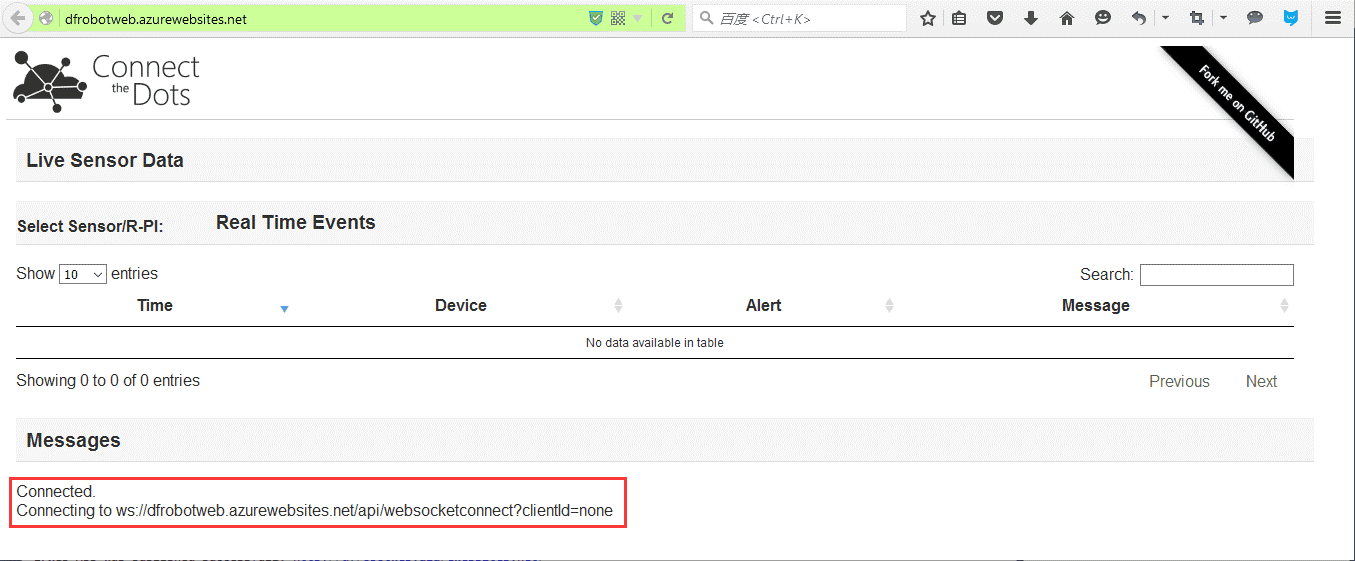 dfrobotweb.azurewebsites.net
百度 <Ctrl+K>
Connect
the Dots
Fork me on GitHub
Live Sensor Data
Select Sensor/R-PI:
Real Time Events
Show 10 entries
Search:
Time Device Alert Message
No data available in table
Showing 0 to 0 of 0 entries
Previous Next
Messages
Connected.
Connecting to ws://dfrobotweb.azurewebsites.net/api/websocketconnect?clientId=none